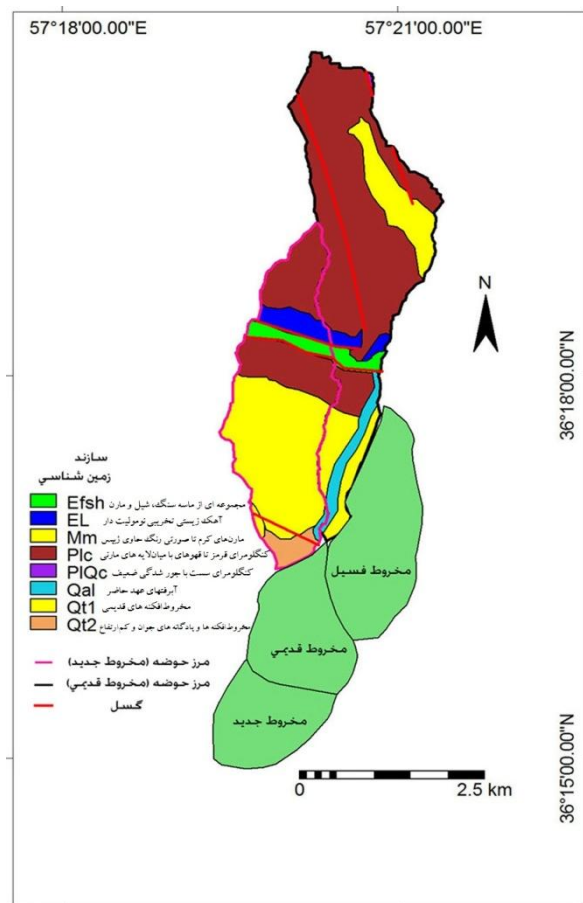 57°18'00.00"E
57°21'00.00"E
N
36°18'00.00"N
36°15'00.00"N
سازند
زمین شناسي
Efsh مجموعه ای از ماسه سنگ، شیل و مارن
EL آهک زیستی تخریبی نومولیت دار
Mm مارن‌های کرم تا صورتی رنگ حاوی ژیپس
Plc کنگلومرای قرمز تا قهوهای با میان‌لایه های مارنی
PlQc کنگلومرای سست با جور شدگی ضعیف
Qal آبرفتهای عهد حاضر
Qt1 مخروط‌افکنه های قدیمی
Qt2 مخروط‌افکنه ها و پادگانه های جوان و کم‌ارتفاع
مرز حوضه (مخروط جدید)
مرز حوضه (مخروط قدیمی)
گسل
مخروط فسیل
مخروط قدیمي
مخروط جدید
0 2.5 km